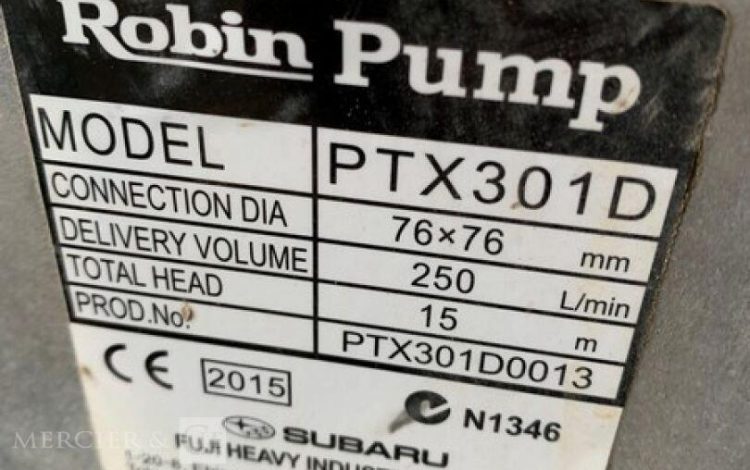 Robin Pump
MODEL PTX301D
CONNECTION DIA 76×76 mm
DELIVERY VOLUME 250 L/min
TOTAL HEAD 15 m
PROD.No. PTX301D0013
CE 2015 N1346
SUBARU
FUJI HEAVY
MERCIER &